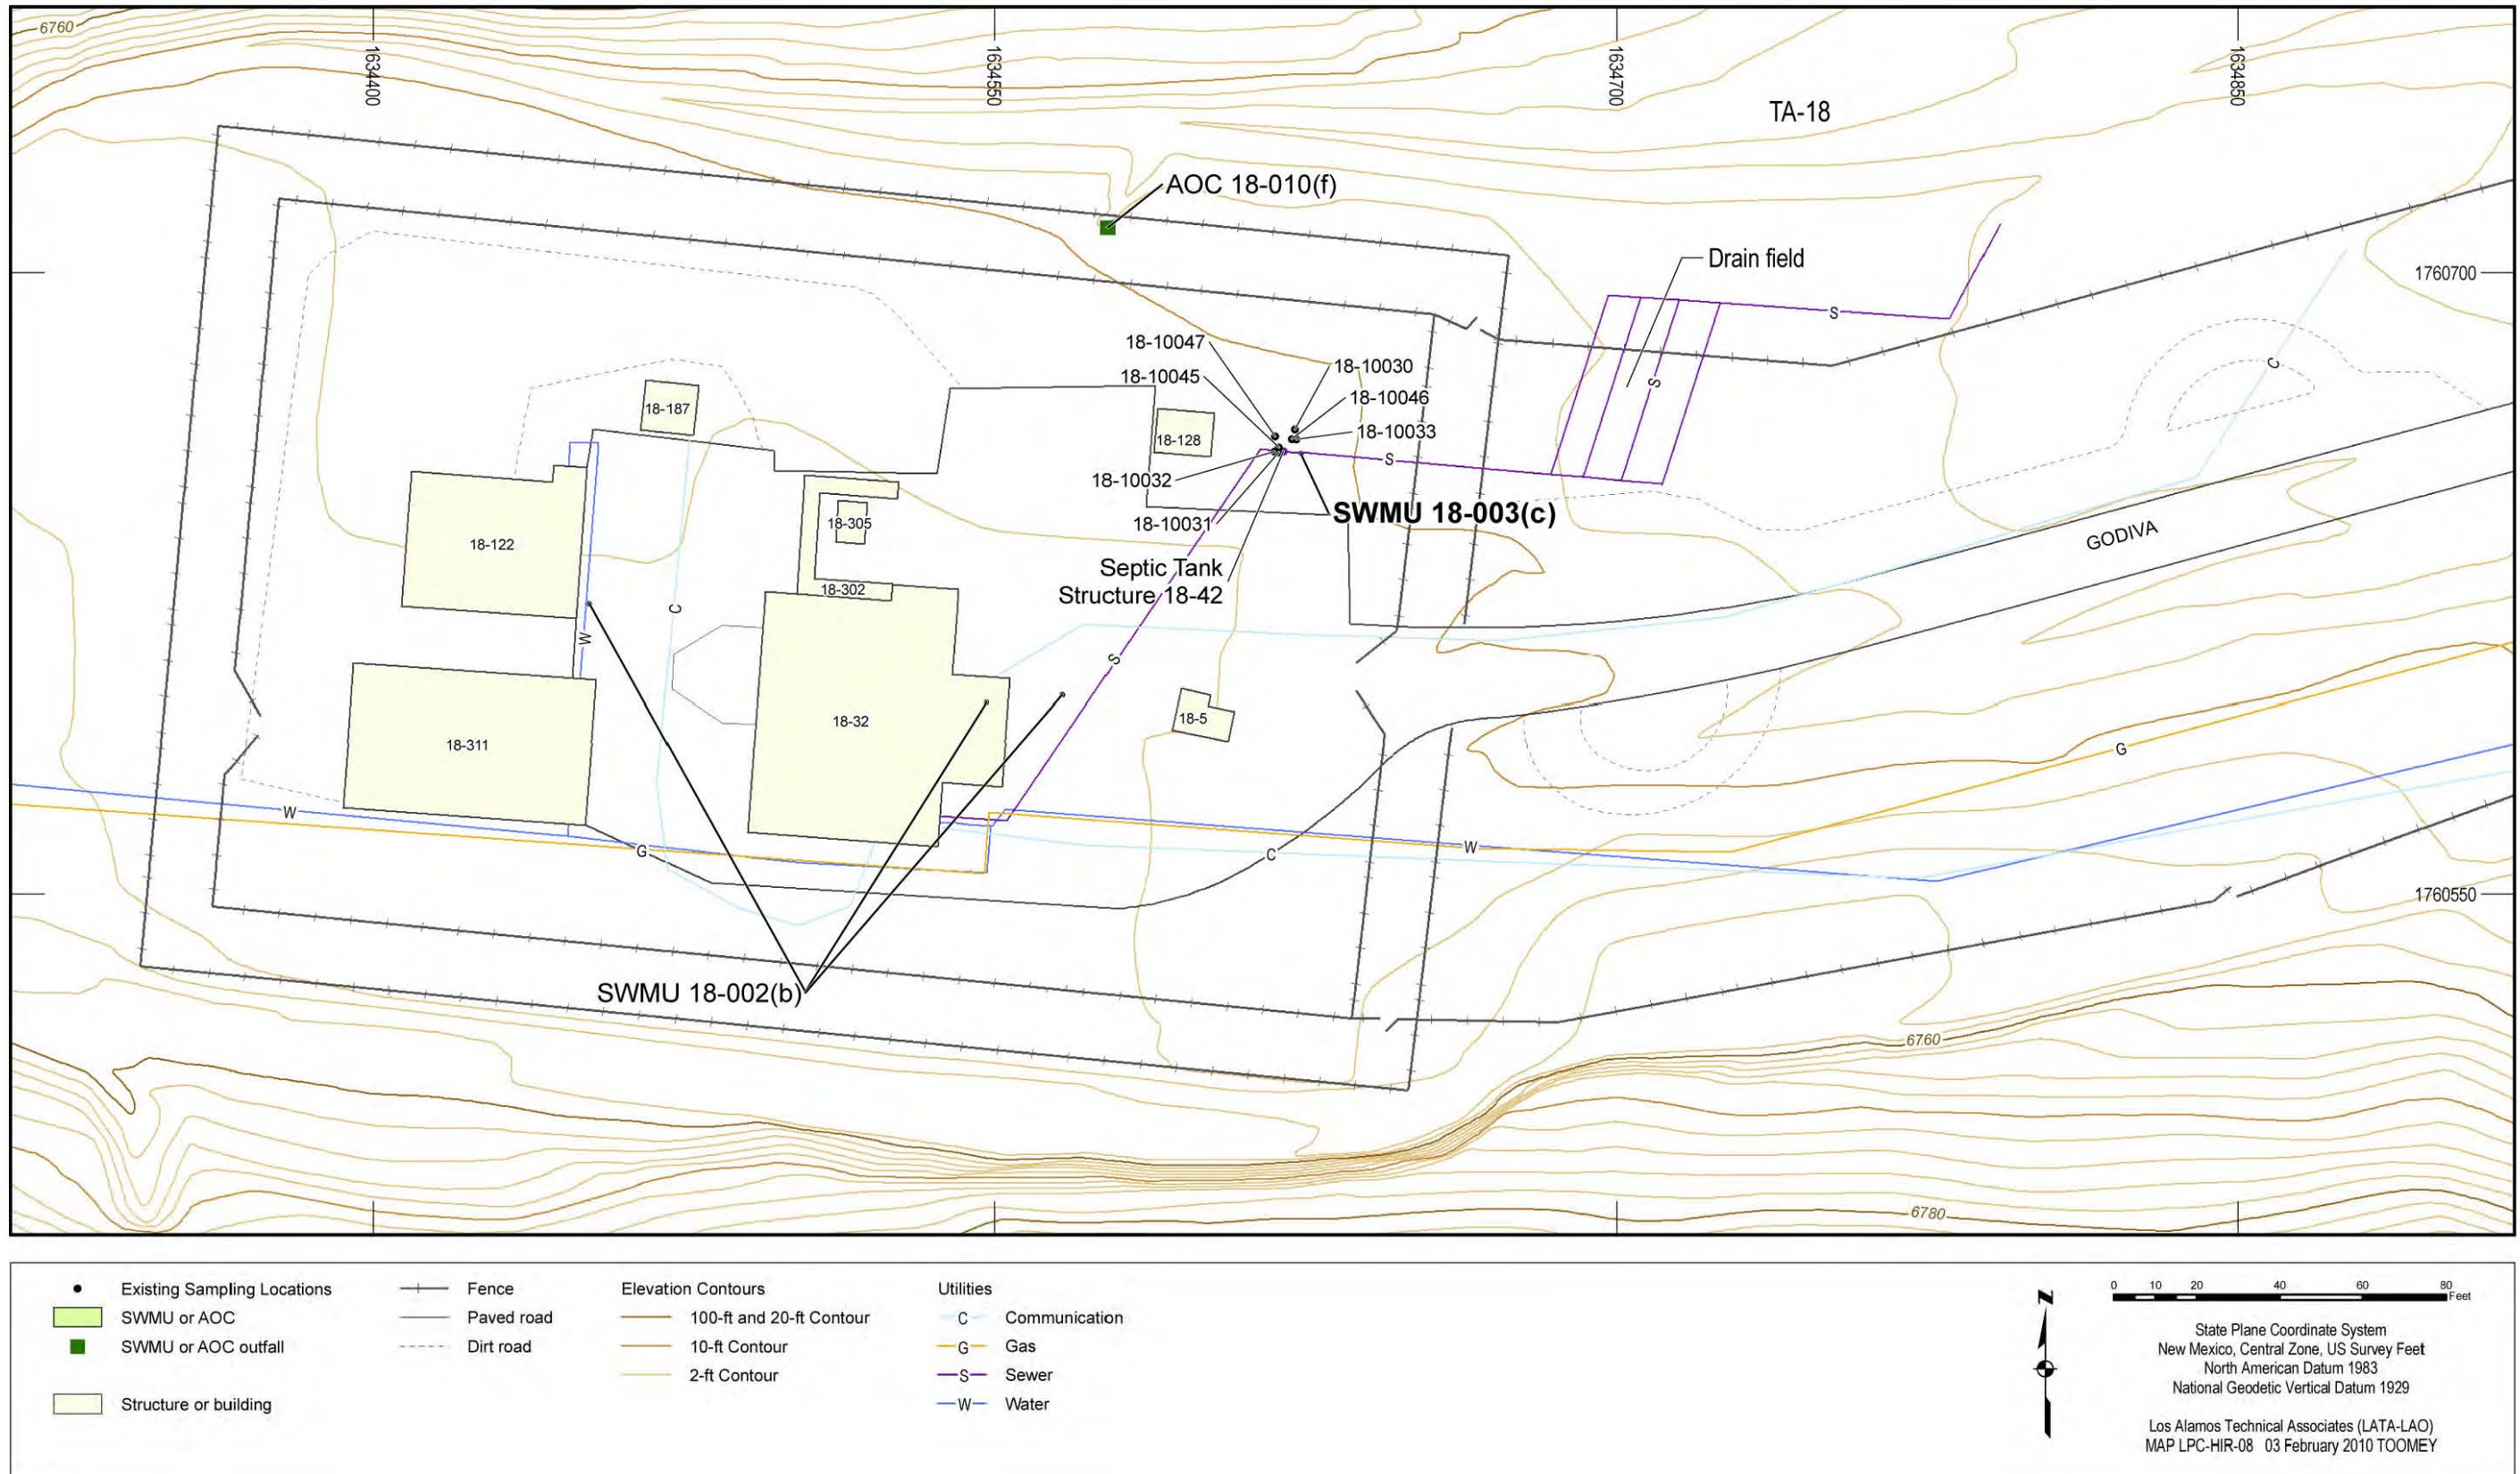 6760
1634400
1634550
1634700
1634850
TA-18
AOC 18-010(f)
Drain field
1760700
S
18-10047
18-10030
18-10045
18-10046
18-10033
C
S
18-187
18-128
S
18-10032
18-305
SWMU 18-003(c)
18-10031
18-122
GODIVA
Septic Tank
Structure 18-42
18-302
C
W
S
18-32
18-5
18-311
G
W
G
C
W
1760550
SWMU 18-002(b)
6760
6780
Existing Sampling Locations
SWMU or AOC
SWMU or AOC outfall
Structure or building
Fence
Paved road
Dirt road
Elevation Contours
100-ft and 20-ft Contour
10-ft Contour
2-ft Contour
Utilities
C Communication
G Gas
S Sewer
W Water
N
0 10 20 40 60 80
Feet
State Plane Coordinate System
New Mexico, Central Zone, US Survey Feet
North American Datum 1983
National Geodetic Vertical Datum 1929
Los Alamos Technical Associates (LATA-LAO)
MAP LPC-HIR-08 03 February 2010 TOOMEY